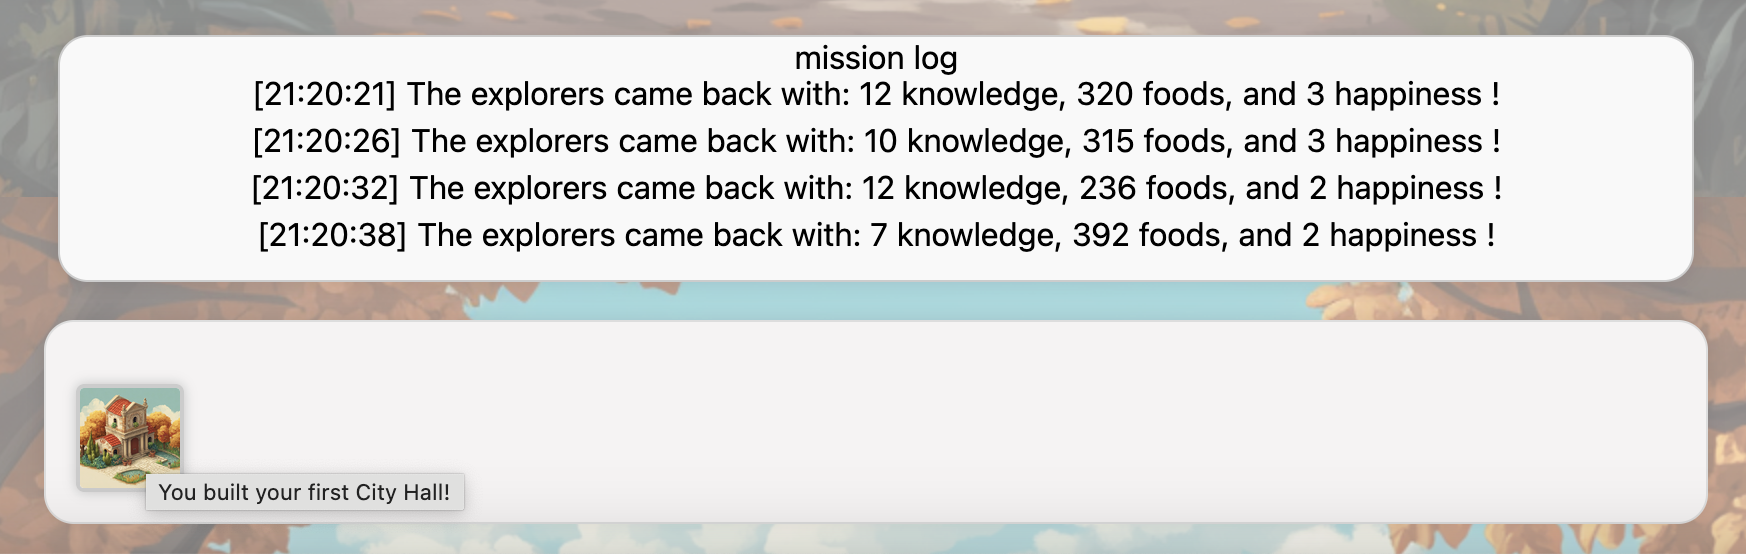 mission log
[21:20:21] The explorers came back with: 12 knowledge, 320 foods, and 3 happiness !
[21:20:26] The explorers came back with: 10 knowledge, 315 foods, and 3 happiness !
[21:20:32] The explorers came back with: 12 knowledge, 236 foods, and 2 happiness !
[21:20:38] The explorers came back with: 7 knowledge, 392 foods, and 2 happiness !
You built your first City Hall!